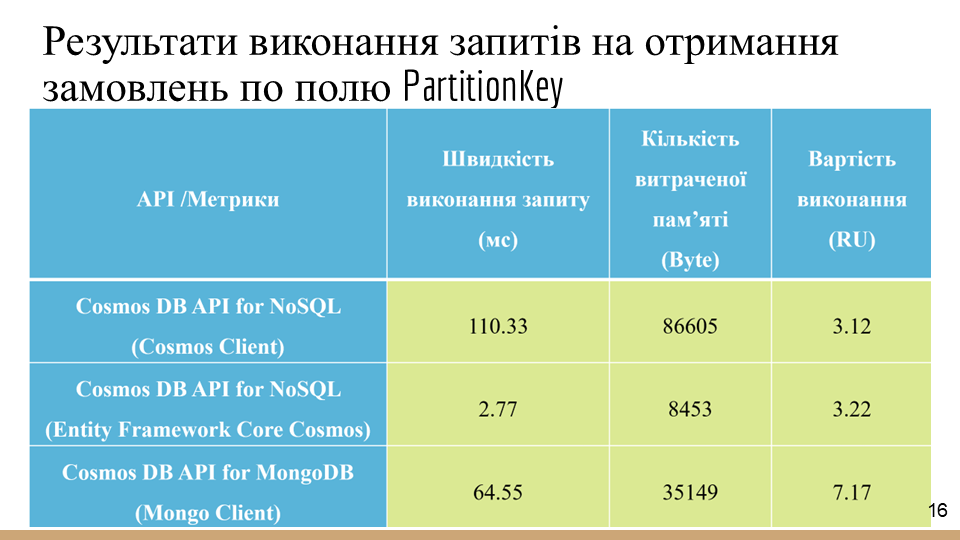 Результати виконання запитів на отримання
замовлень по полю PartitionKey
API /Метрики
Швидкість
виконання запиту
(мс)
Кількість
витраченої
пам’яті
(Byte)
Вартість
виконання
(RU)
Cosmos DB API for NoSQL
(Cosmos Client)
110.33
86605
3.12
Cosmos DB API for NoSQL
(Entity Framework Core Cosmos)
2.77
8453
3.22
Cosmos DB API for MongoDB
(Mongo Client)
64.55
35149
7.17
16